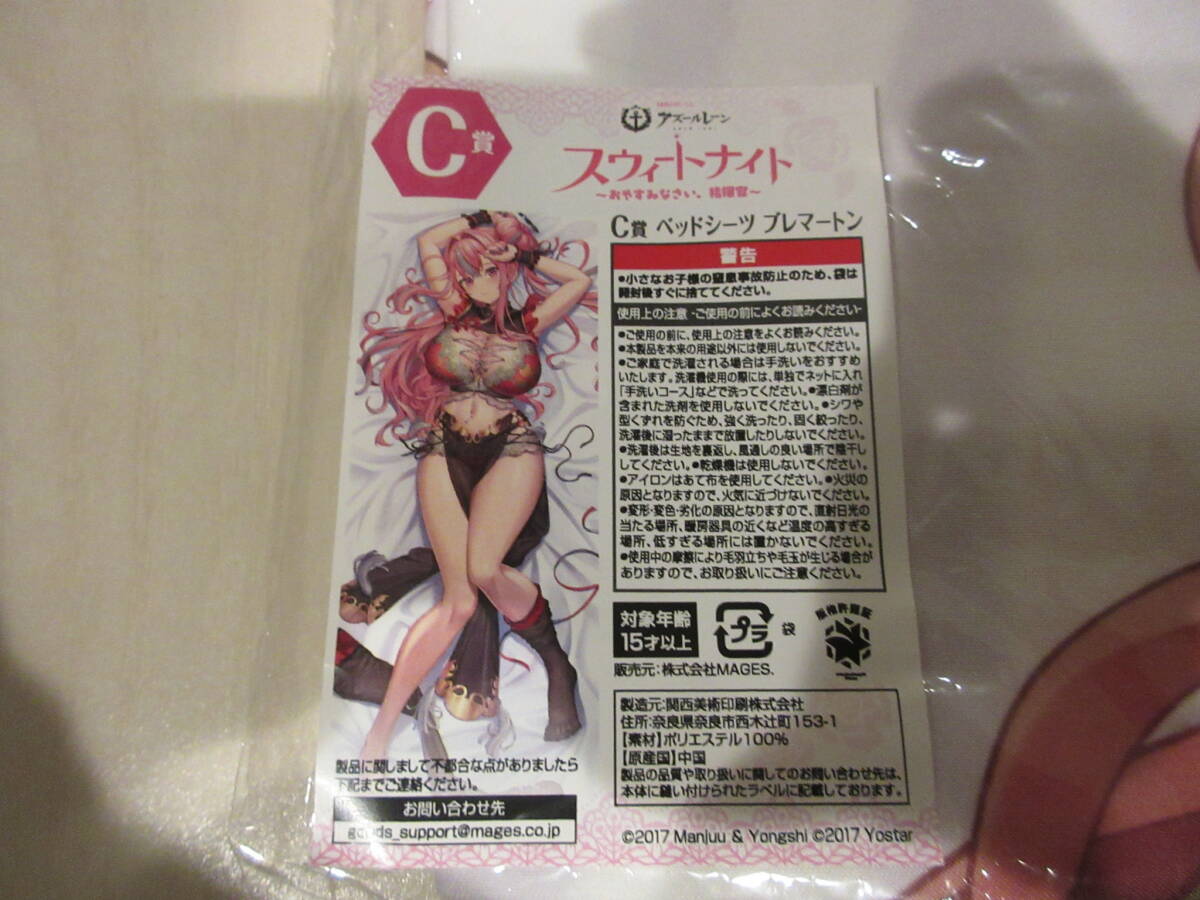 C賞
アズールレーン
スウィートナイト
～おやすみなさい、指揮官～
C賞 ベッドシーツ ブレマートン
警告
●小さなお子様の窒息事故防止のため、袋は
開封後すぐに捨ててください。
使用上の注意 -ご使用の前によくお読みください-
●ご使用の前に、使用上の注意をよくお読みください。
●本製品を本来の用途以外には使用しないでください。
●ご家庭で洗濯される場合は手洗いをおすすめ
いたします。洗濯機使用の際には、単独でネットに入れ
「手洗いコース」などで洗ってください。●漂白剤が
含まれた洗剤を使用しないでください。●シワや
型くずれを防ぐため、強く洗ったり、固く絞ったり、
洗濯後に湿ったままで放置したりしないでください。
●洗濯後は生地を裏返し、風通しの良い場所で陰干し
してください。●乾燥機は使用しないでください。
●アイロンはあて布を使用してください。●火災の
原因となりますので、火気に近づけないでください。
●変形・変色・劣化の原因となりますので、直射日光の
当たる場所、暖房器具の近くなど温度の高すぎる
場所、低すぎる場所には置かないでください。
●使用中の摩擦により毛羽立ちや毛玉が生じる場合が
ありますので、お取り扱いにご注意ください。
対象年齢
15才以上
プラ
袋
版権許諾証
販売元:株式会社MAGES.
製造元:関西美術印刷株式会社
住所:奈良県奈良市西木辻町153-1
【素材】ポリエステル100%
【原産国】中国
製品の品質や取り扱いに関してのお問い合わせ先は、
本体に縫い付けられたラベルに記載しております。
製品に関しまして不都合な点がありましたら
下記までご連絡ください。
お問い合わせ先
goods_support@mages.co.jp
©2017 Manjuu & Yongshi ©2017 Yostar